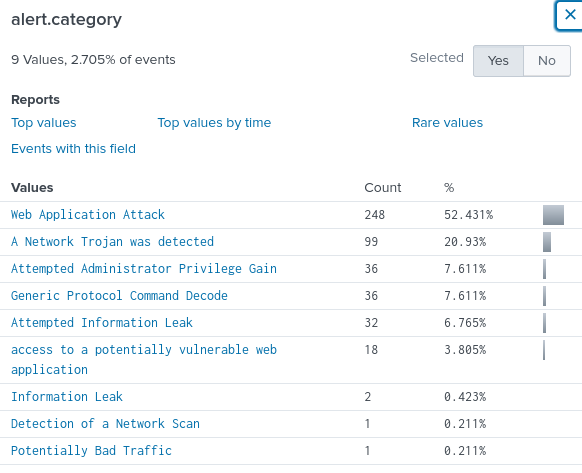 alert.category
9 Values, 2.705% of events
Selected Yes No
Reports
Top values Top values by time Rare values
Events with this field
Values Count %
Web Application Attack 248 52.431%
A Network Trojan was detected 99 20.93%
Attempted Administrator Privilege Gain 36 7.611%
Generic Protocol Command Decode 36 7.611%
Attempted Information Leak 32 6.765%
access to a potentially vulnerable web 18 3.805%
application
Information Leak 2 0.423%
Detection of a Network Scan 1 0.211%
Potentially Bad Traffic 1 0.211%